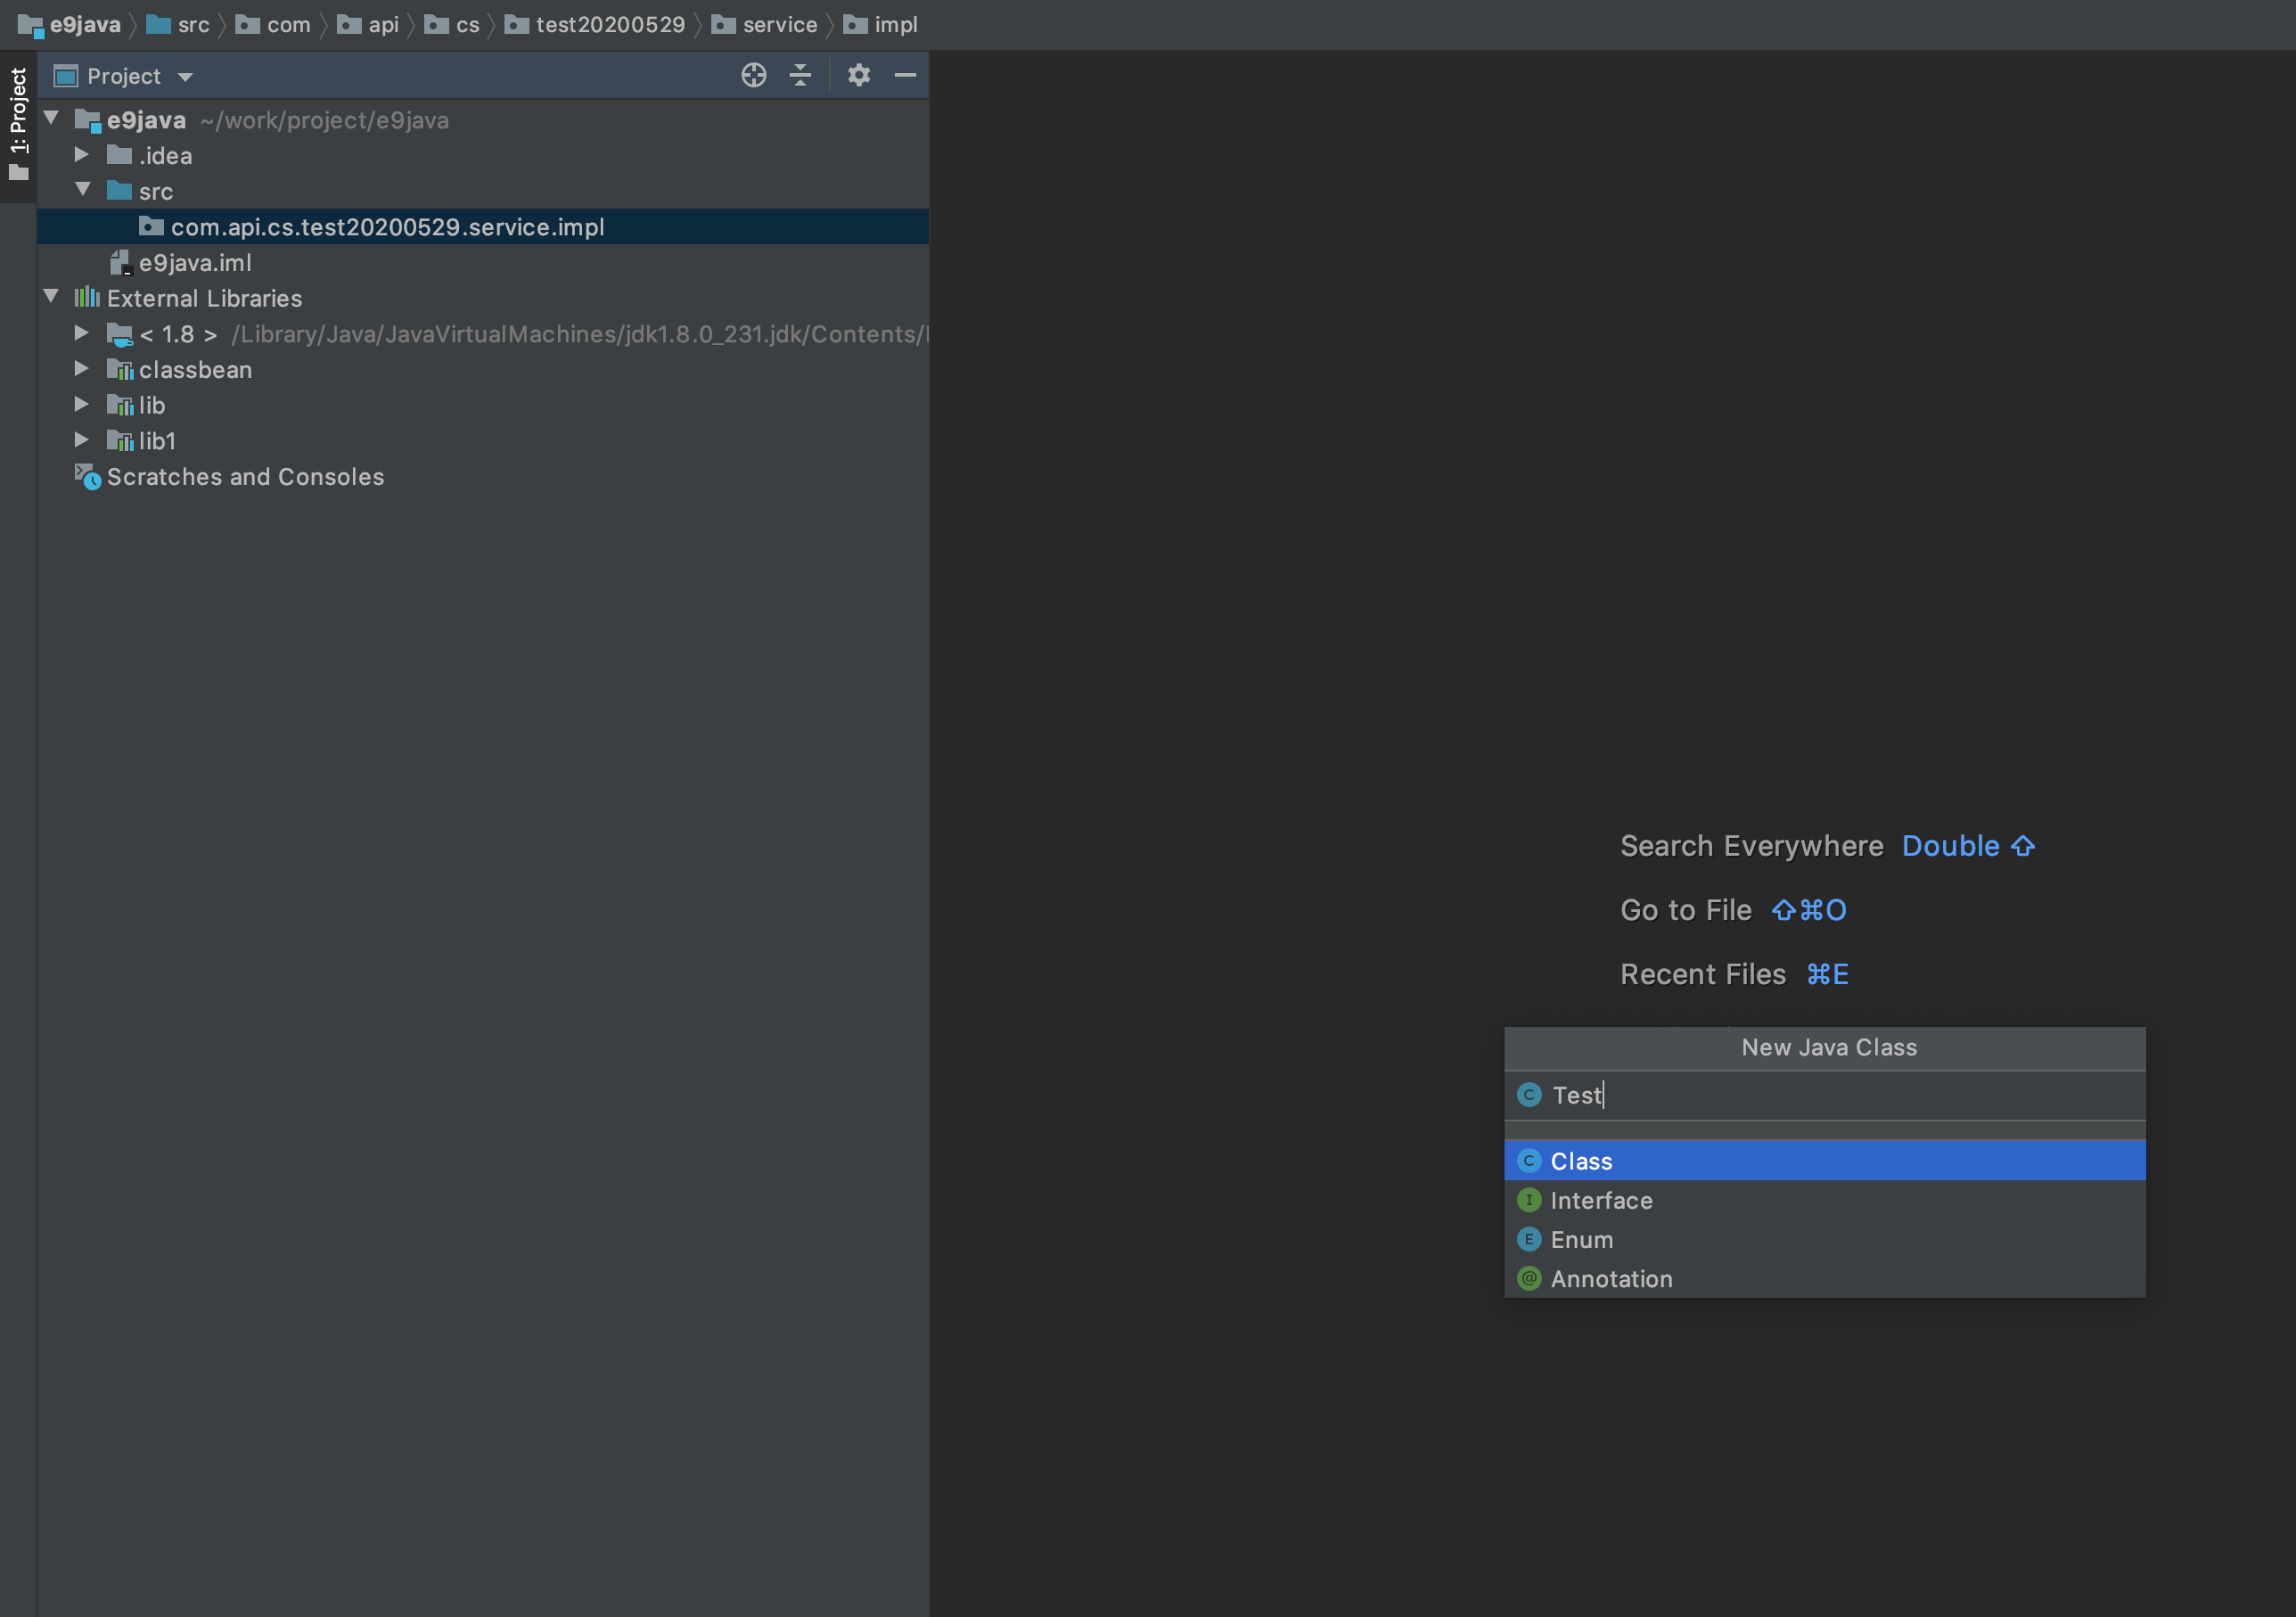 e9java src com api cs test20200529 service impl
1: Project
Project
e9java ~/work/project/e9java
.idea
src
com.api.cs.test20200529.service.impl
e9java.iml
External Libraries
< 1.8 > /Library/Java/JavaVirtualMachines/jdk1.8.0_231.jdk/Contents/
classbean
lib
lib1
Scratches and Consoles
Search Everywhere Double ⇧
Go to File ⇧⌘O
Recent Files ⌘E
New Java Class
C Test
C Class
I Interface
E Enum
@ Annotation